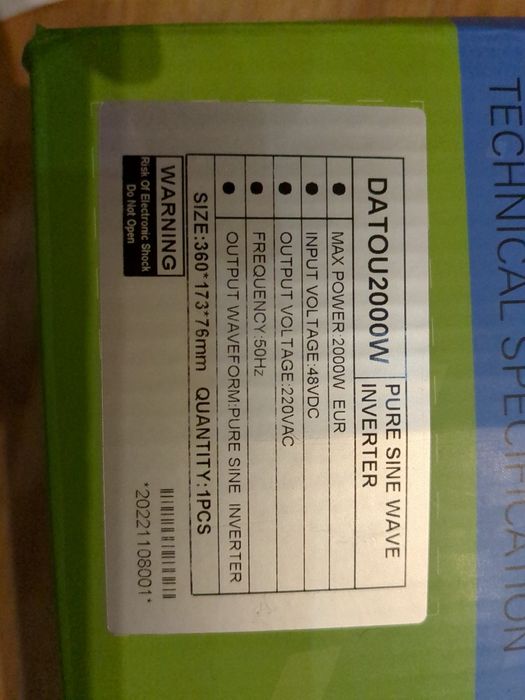 TECHNICAL SPECIFICATION
DATOU2000W
PURE SINE WAVE
INVERTER
MAX POWER:2000W EUR
INPUT VOLTAGE:48VDC
OUTPUT VOLTAGE:220VAC
FREQUENCY:50Hz
OUTPUT WAVEFORM:PURE SINE INVERTER
SIZE:360*173*76mm QUANTITY:1PCS
WARNING
Risk Of Electronic Shock
Do Not Open
*20221108001*